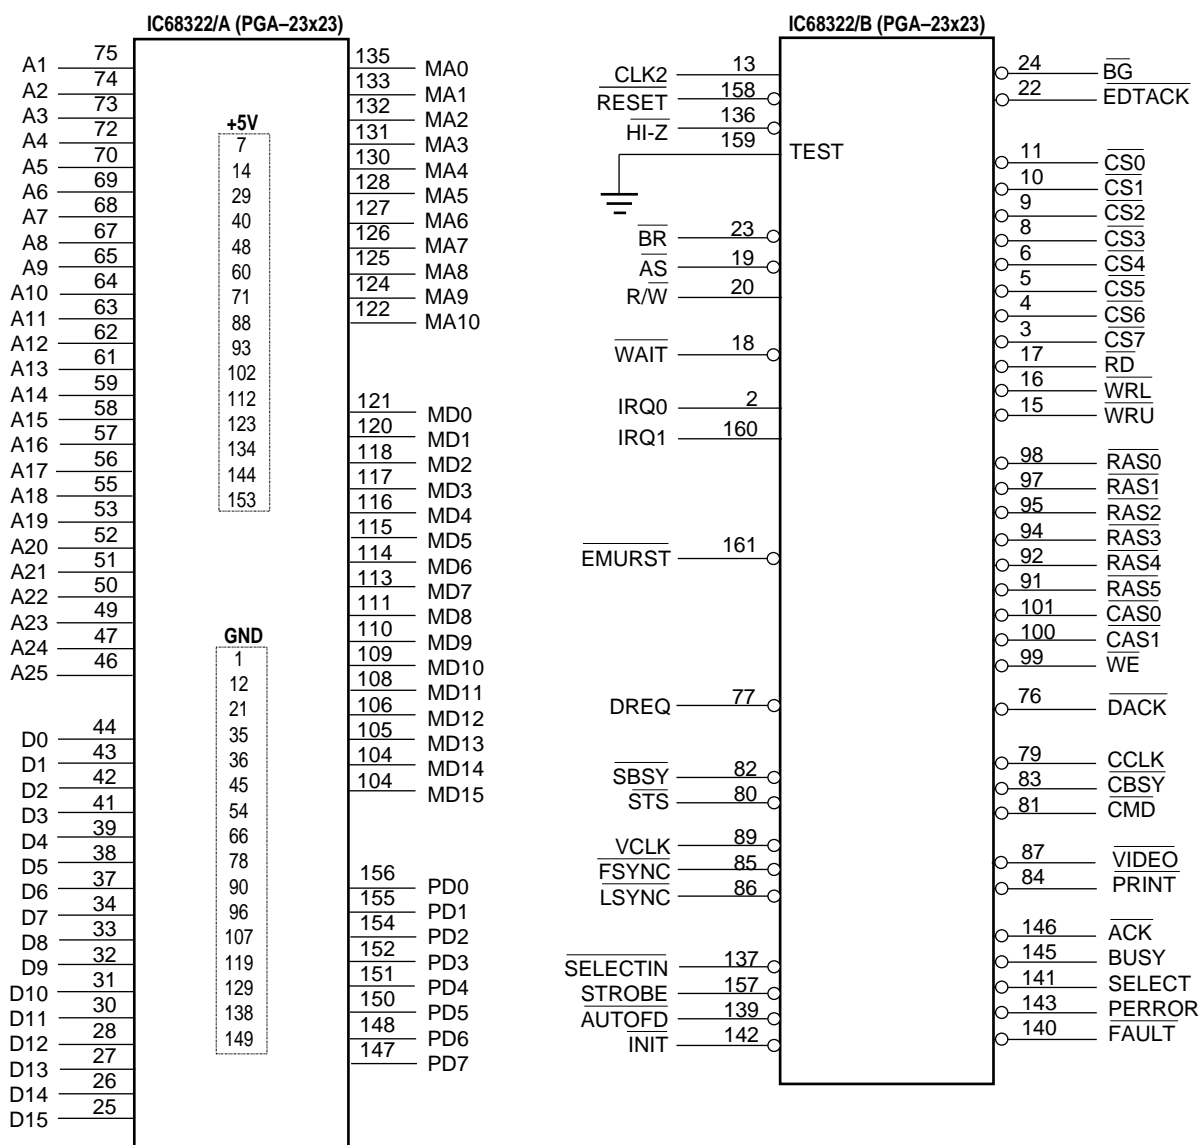 IC68322/A (PGA–23x23)
A1 75
A2 74
A3 73
A4 72
A5 70
A6 69
A7 68
A8 67
A9 65
A10 64
A11 63
A12 62
A13 61
A14 59
A15 58
A16 57
A17 56
A18 55
A19 53
A20 52
A21 51
A22 50
A23 49
A24 47
A25 46
D0 44
D1 43
D2 42
D3 41
D4 39
D5 38
D6 37
D7 34
D8 33
D9 32
D10 31
D11 30
D12 28
D13 27
D14 26
D15 25
+5V
7
14
29
40
48
60
71
88
93
102
112
123
134
144
153
GND
1
12
21
35
36
45
54
66
78
90
96
107
119
129
138
149
135 MA0
133 MA1
132 MA2
131 MA3
130 MA4
128 MA5
127 MA6
126 MA7
125 MA8
124 MA9
122 MA10
121 MD0
120 MD1
118 MD2
117 MD3
116 MD4
115 MD5
114 MD6
113 MD7
111 MD8
110 MD9
109 MD10
108 MD11
106 MD12
105 MD13
104 MD14
104 MD15
156 PD0
155 PD1
154 PD2
152 PD3
151 PD4
150 PD5
148 PD6
147 PD7
IC68322/B (PGA–23x23)
CLK2 13
RESET 158
HI-Z 136
159 TEST
BR 23
AS 19
R/W 20
WAIT 18
IRQ0 2
IRQ1 160
EMURST 161
DREQ 77
SBSY 82
STS 80
VCLK 89
FSYNC 85
LSYNC 86
SELECTIN 137
STROBE 157
AUTOFD 139
INIT 142
24 BG
22 EDTACK
11 CS0
10 CS1
9 CS2
8 CS3
6 CS4
5 CS5
4 CS6
3 CS7
17 RD
16 WRL
15 WRU
98 RAS0
97 RAS1
95 RAS2
94 RAS3
92 RAS4
91 RAS5
101 CAS0
100 CAS1
99 WE
76 DACK
79 CCLK
83 CBSY
81 CMD
87 VIDEO
84 PRINT
146 ACK
145 BUSY
141 SELECT
143 PERROR
140 FAULT